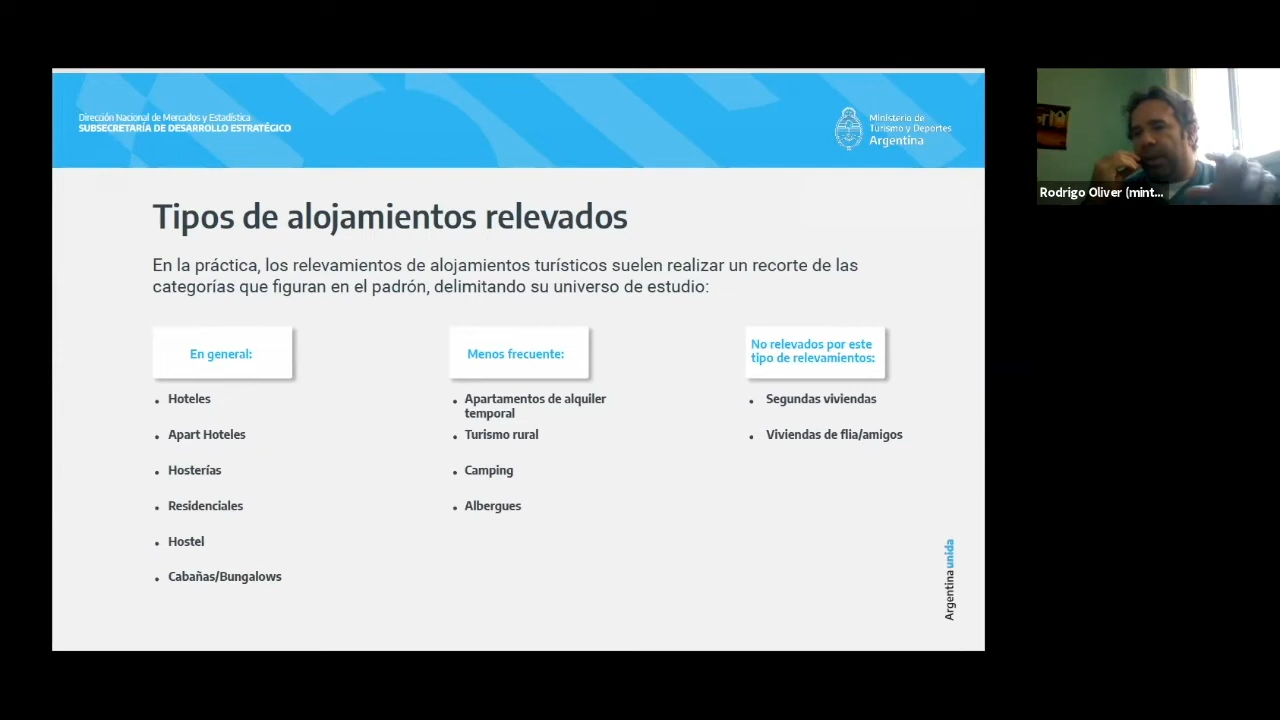 Dirección Nacional de Mercados y Estadística
SUBSECRETARÍA DE DESARROLLO ESTRATÉGICO
Ministerio de
Turismo y Deportes
Argentina
Tipos de alojamientos relevados
En la práctica, los relevamientos de alojamientos turísticos suelen realizar un recorte de las
categorías que figuran en el padrón, delimitando su universo de estudio:
En general:
• Hoteles
• Apart Hoteles
• Hosterías
• Residenciales
• Hostel
• Cabañas/Bungalows
Menos frecuente:
• Apartamentos de alquiler
temporal
• Turismo rural
• Camping
• Albergues
No relevados por este
tipo de relevamientos:
• Segundas viviendas
• Viviendas de flia/amigos
Argentina unida
Rodrigo Oliver (mint...